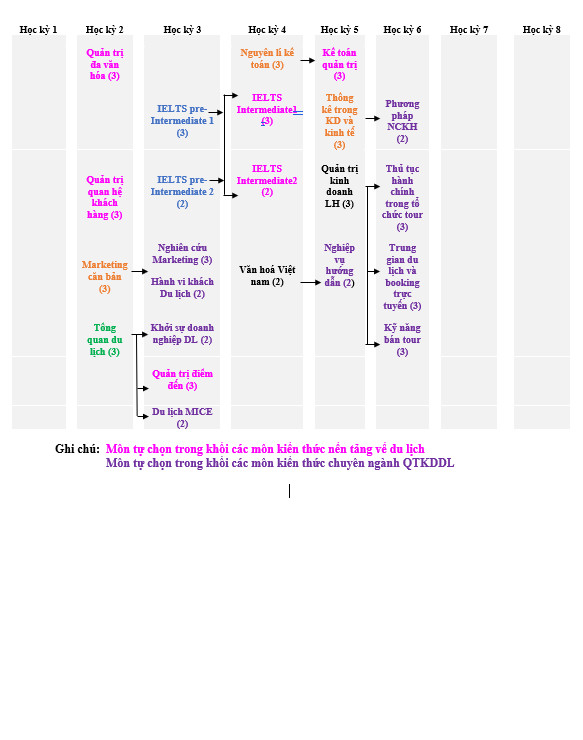 Học kỳ 1
Học kỳ 2
Học kỳ 3
Học kỳ 4
Học kỳ 5
Học kỳ 6
Học kỳ 7
Học kỳ 8
Quản trị
đa văn
hóa (3)
Nguyên lí kế
toán (3)
Kế toán
quản trị
(3)
IELTS pre-
Intermediate 1
(3)
IELTS
Intermediate1
(3)
Thống
kê trong
KD và
kinh tế
(3)
Phương
pháp
NCKH
(2)
Quản trị
quan hệ
khách
hàng (3)
IELTS pre-
Intermediate 2
(2)
IELTS
Intermediate2
(2)
Quản trị
kinh
doanh
LH (3)
Thủ tục
hành
chính
trong tổ
chức tour
(3)
Marketing
căn bản
(3)
Nghiên cứu
Marketing (3)
Hành vi khách
Du lịch (2)
Văn hoá Việt
nam (2)
Nghiệp
vụ
hướng
dẫn (2)
Trung
gian du
lịch và
booking
trực
tuyến (3)
Tổng
quan du
lịch (3)
Khởi sự doanh
nghiệp DL (2)
Kỹ năng
bán tour
(3)
Quản trị điểm
đến (3)
Du lịch MICE
(2)
Ghi chú: Môn tự chọn trong khối các môn kiến thức nền tảng về du lịch
Môn tự chọn trong khối các môn kiến thức chuyên ngành QTKDDL